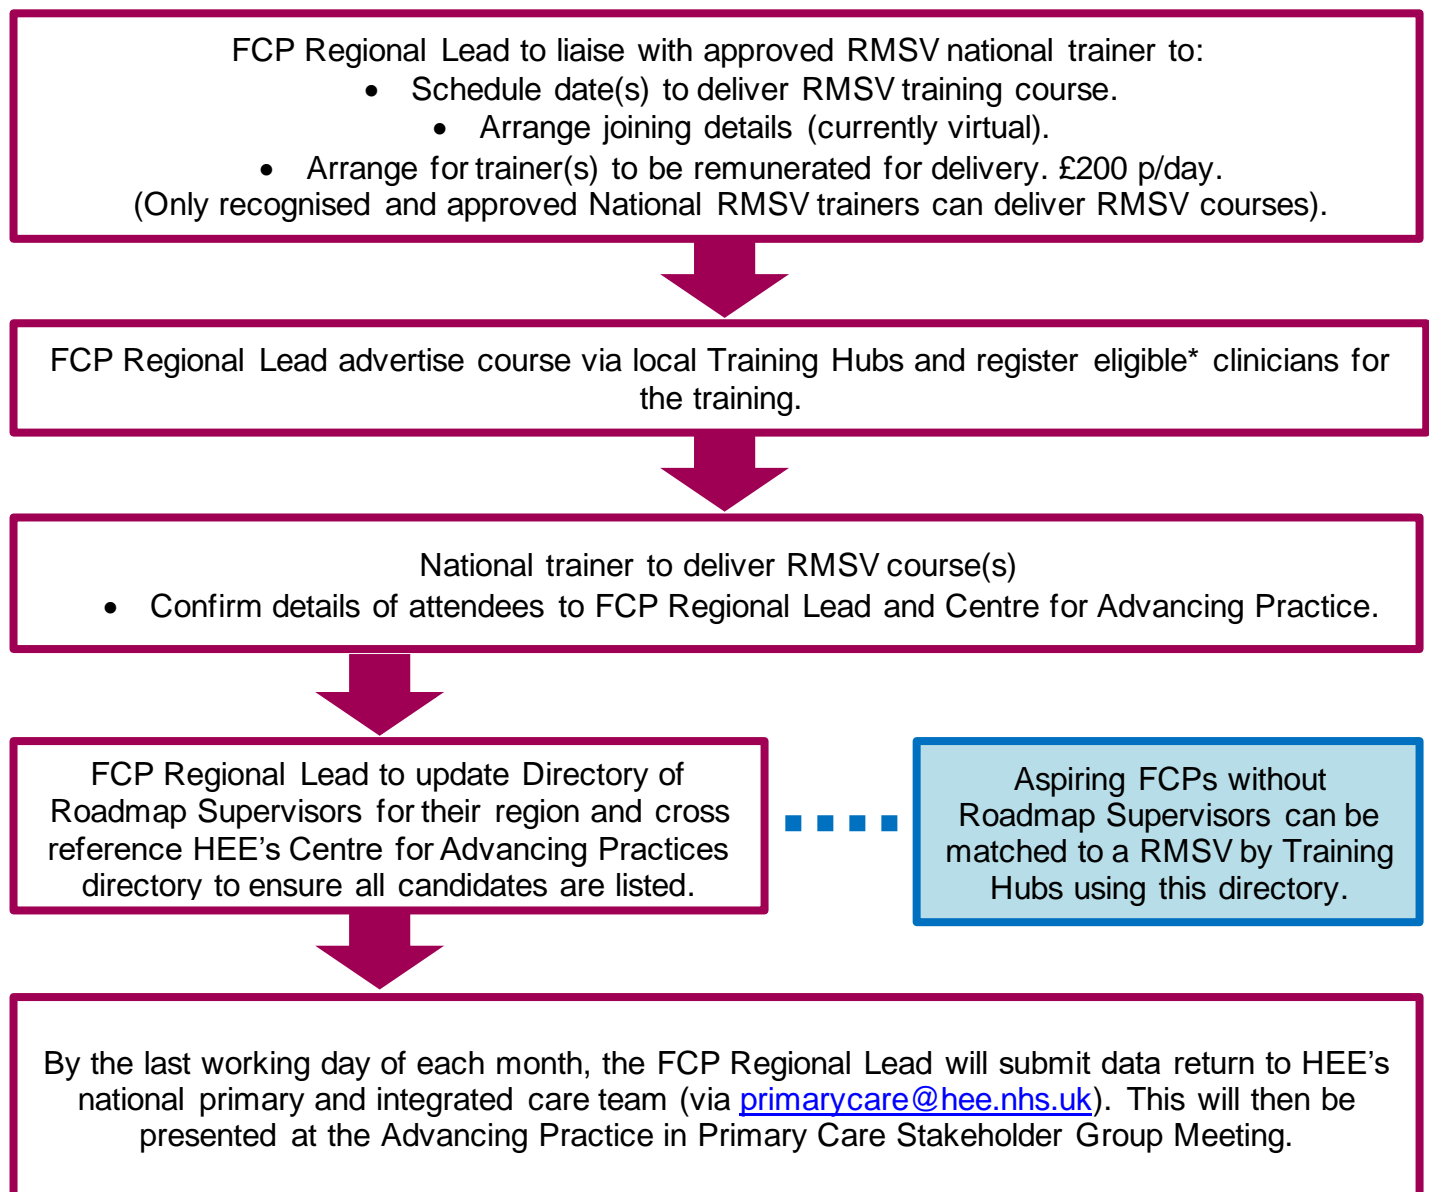 FCP Regional Lead to liaise with approved RMSV national trainer to:
• Schedule date(s) to deliver RMSV training course.
• Arrange joining details (currently virtual).
• Arrange for trainer(s) to be remunerated for delivery. £200 p/day.
(Only recognised and approved National RMSV trainers can deliver RMSV courses).
FCP Regional Lead advertise course via local Training Hubs and register eligible* clinicians for
the training.
National trainer to deliver RMSV course(s)
• Confirm details of attendees to FCP Regional Lead and Centre for Advancing Practice.
FCP Regional Lead to update Directory of
Roadmap Supervisors for their region and cross
reference HEE's Centre for Advancing Practices
directory to ensure all candidates are listed.
Aspiring FCPs without
Roadmap Supervisors can be
matched to a RMSV by Training
Hubs using this directory.
By the last working day of each month, the FCP Regional Lead will submit data return to HEE's
national primary and integrated care team (via primarycare@hee.nhs.uk). This will then be
presented at the Advancing Practice in Primary Care Stakeholder Group Meeting.